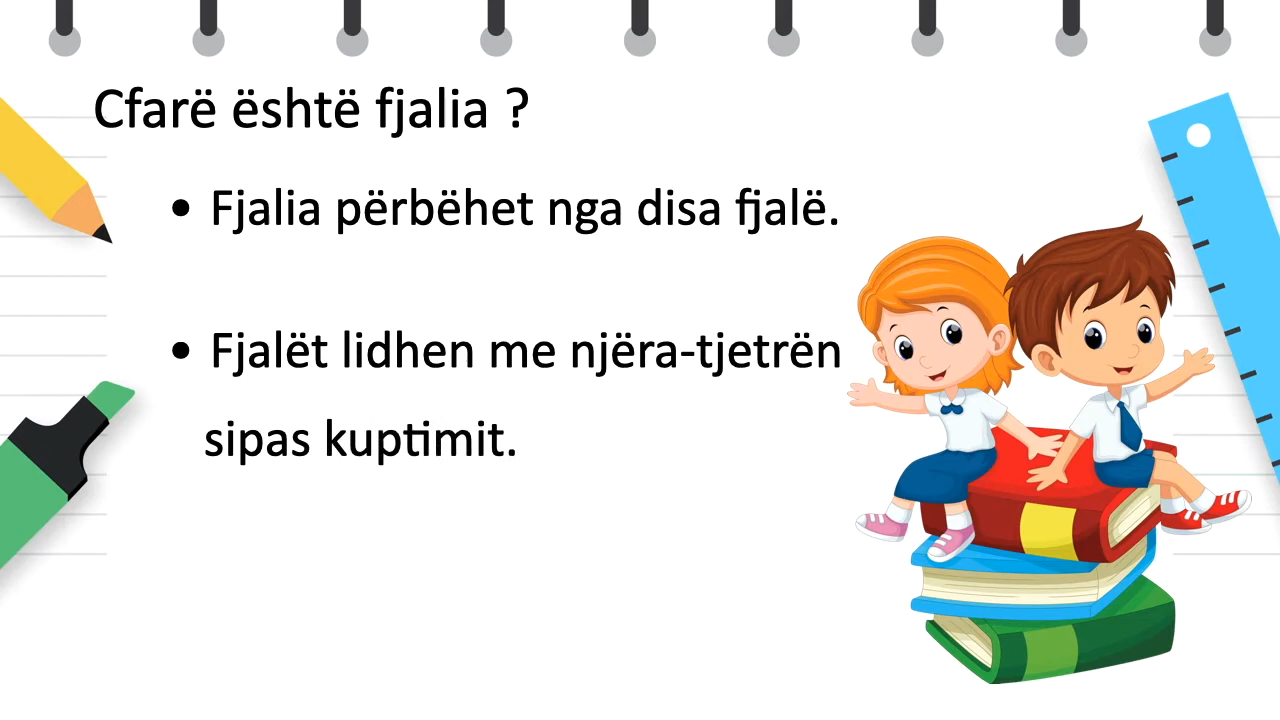 Cfarë është fjalia ?
• Fjalia përbëhet nga disa fjalë.
• Fjalët lidhen me njëra-tjetrën
sipas kuptimit.